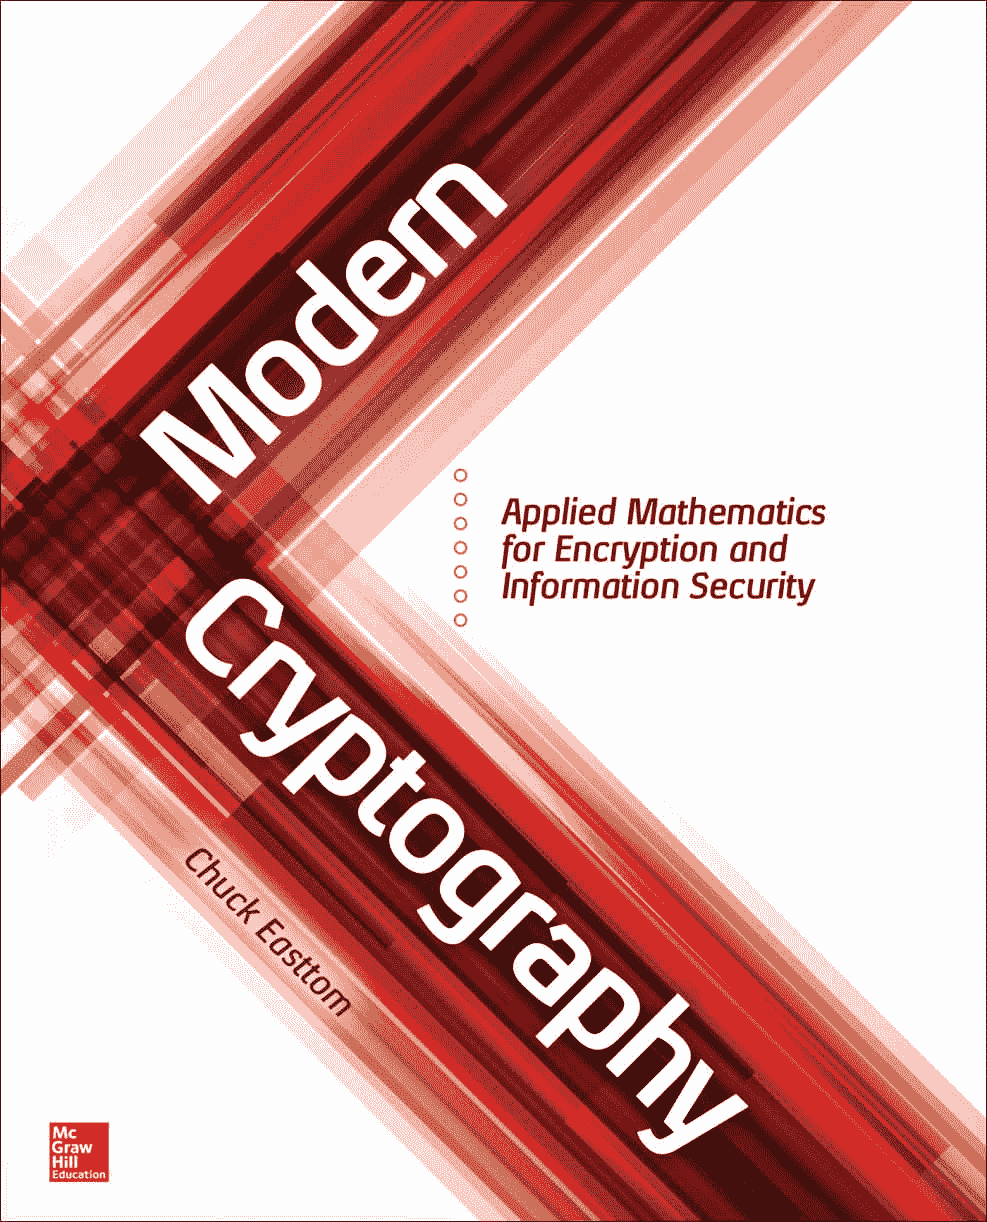 Modern
Cryptography
Applied Mathematics
for Encryption and
Information Security
Chuck Easttom
Mc
Graw
Hill
Education